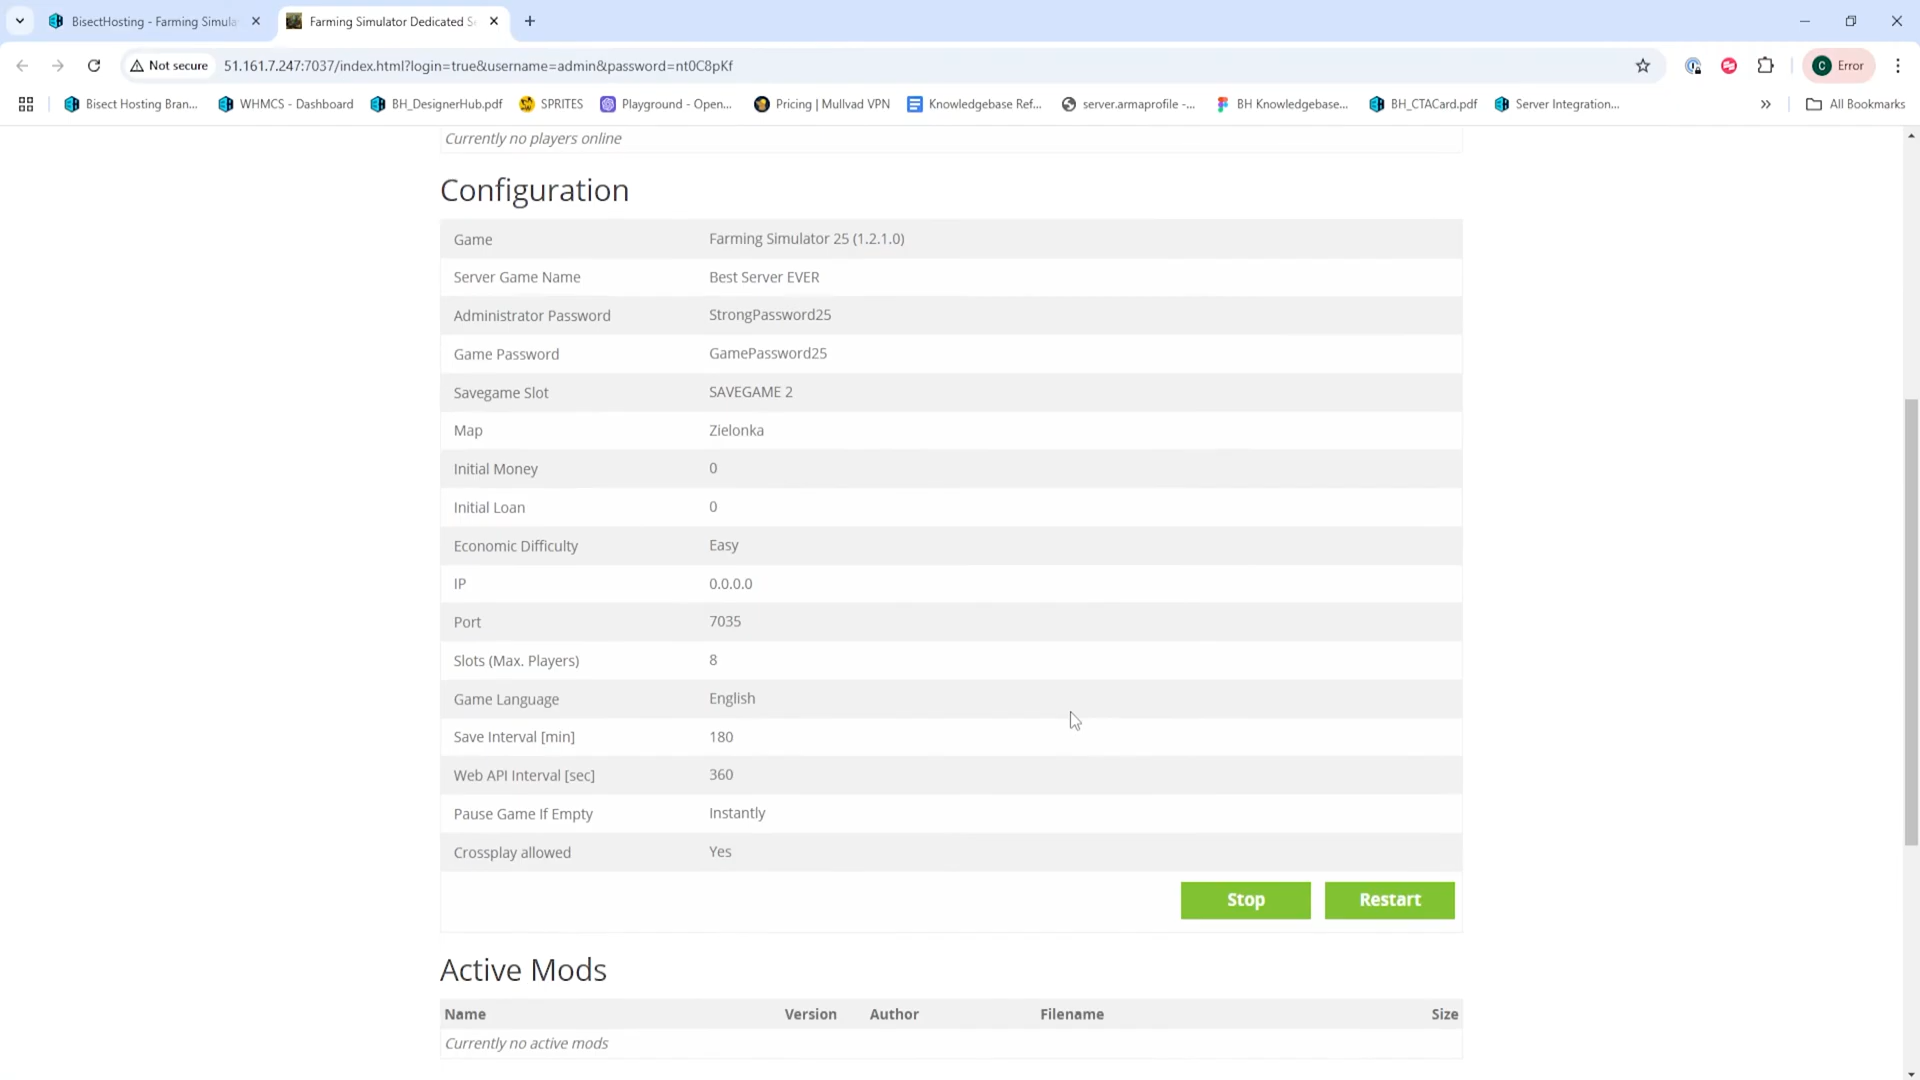 BisectHosting - Farming Simula
Farming Simulator Dedicated S
Not secure
51.161.7.247:7037/index.html?login=true&username=admin&password=nt0C8pKf
C Error
Bisect Hosting Bran...
WHMCS - Dashboard
BH_DesignerHub.pdf
SPRITES
Playground - Open...
Pricing | Mullvad VPN
Knowledgebase Ref...
server.armaprofile -...
BH Knowledgebase...
BH_CTACard.pdf
Server Integration...
All Bookmarks
Currently no players online
Configuration
Game Farming Simulator 25 (1.2.1.0)
Server Game Name Best Server EVER
Administrator Password StrongPassword25
Game Password GamePassword25
Savegame Slot SAVEGAME 2
Map Zielonka
Initial Money 0
Initial Loan 0
Economic Difficulty Easy
IP 0.0.0.0
Port 7035
Slots (Max. Players) 8
Game Language English
Save Interval [min] 180
Web API Interval [sec] 360
Pause Game If Empty Instantly
Crossplay allowed Yes
Stop Restart
Active Mods
Name Version Author Filename Size
Currently no active mods